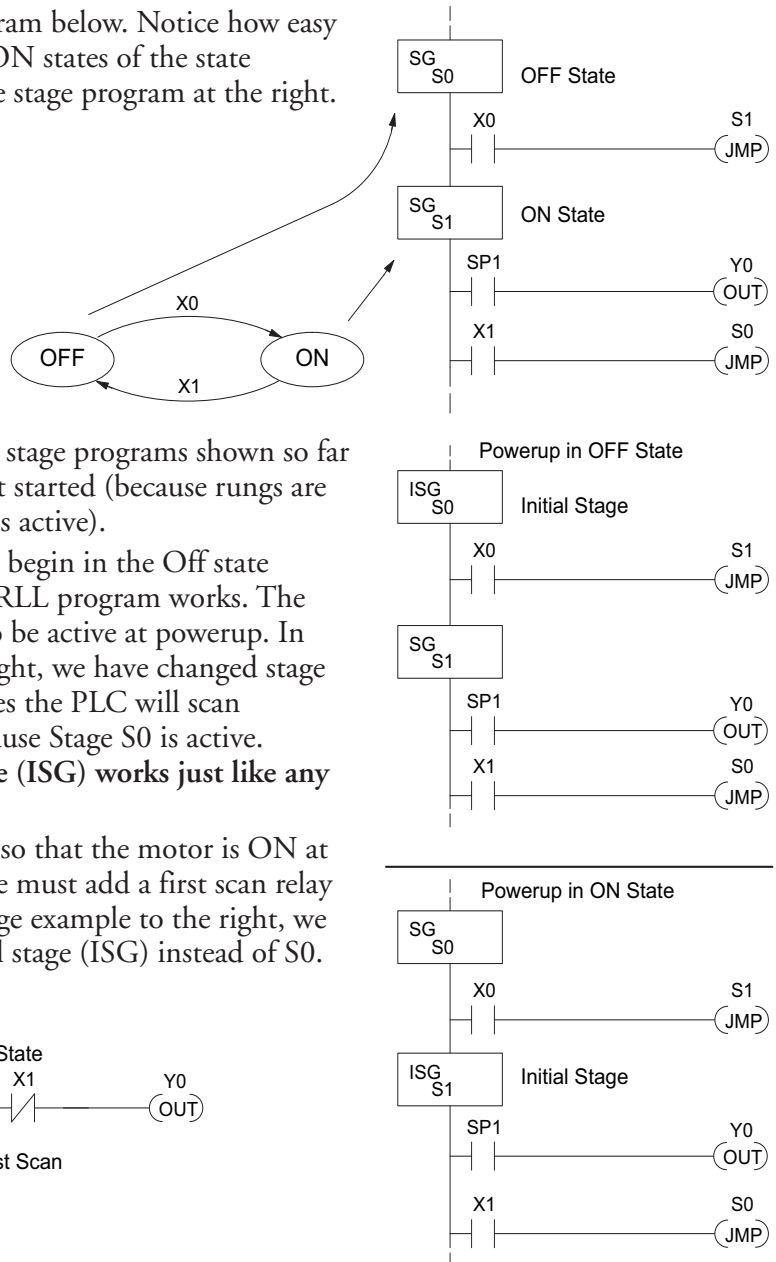 ram below. Notice how easy
ON states of the state
e stage program at the right.
SG
S0
OFF State
X0
S1
JMP
SG
S1
ON State
SP1
Y0
OUT
X1
S0
JMP
X0
OFF
ON
X1
stage programs shown so far
t started (because rungs are
s active).
begin in the Off state
RLL program works. The
o be active at powerup. In
ght, we have changed stage
es the PLC will scan
use Stage S0 is active.
e (ISG) works just like any
Powerup in OFF State
ISG
S0
Initial Stage
X0
S1
JMP
SG
S1
SP1
Y0
OUT
X1
S0
JMP
so that the motor is ON at
e must add a first scan relay
ge example to the right, we
l stage (ISG) instead of S0.
State
X1
Y0
OUT
st Scan
Powerup in ON State
SG
S0
X0
S1
JMP
ISG
S1
Initial Stage
SP1
Y0
OUT
X1
S0
JMP